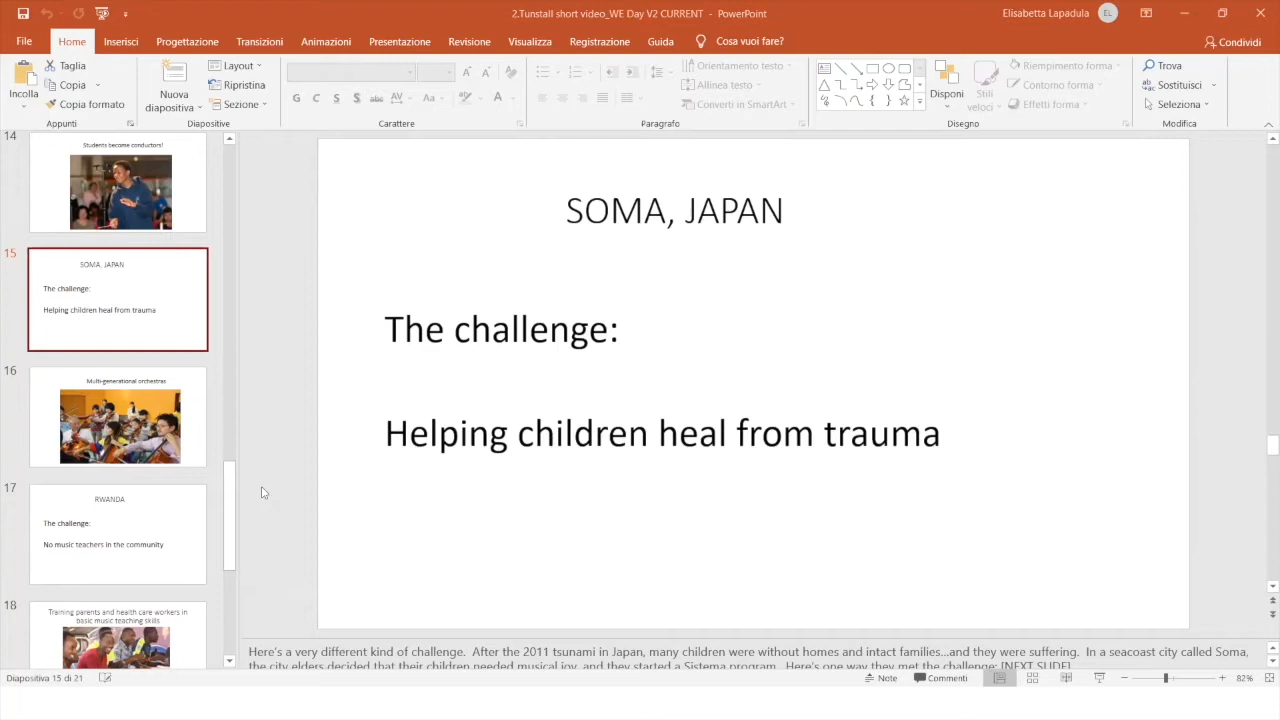 2.Tunstall short video_WE Day V2 CURRENT - PowerPoint
Elisabetta Lapadula
EL
File
Home
Inserisci
Progettazione
Transizioni
Animazioni
Presentazione
Revisione
Visualizza
Registrazione
Guida
Cosa vuoi fare?
Condividi
Incolla
Taglia
Copia
Copia formato
Appunti
Nuova
diapositiva
Layout
Ripristina
Sezione
Diapositive
G C S S abc AV Aa A
Carattere
Orientamento testo
Allinea testo
Converti in SmartArt
Paragrafo
Disponi
Stili
veloci
Riempimento forma
Contorno forma
Effetti forma
Disegno
Trova
Sostituisci
Seleziona
Modifica
14
Students become conductors!
15
SOMA, JAPAN
The challenge:
Helping children heal from trauma
16
Multi-generational orchestras
17
RWANDA
The challenge:
No music teachers in the community
18
Training parents and health care workers in
basic music teaching skills
SOMA, JAPAN
The challenge:
Helping children heal from trauma
Here's a very different kind of challenge. After the 2011 tsunami in Japan, many children were without homes and intact families...and they were suffering. In a seacoast city called Soma,
the city elders decided that their children needed musical joy, and they started a Sistema program. Here's one way they met the challenge: [NEXT SLIDE]
Diapositiva 15 di 21
Note
Commenti
82%